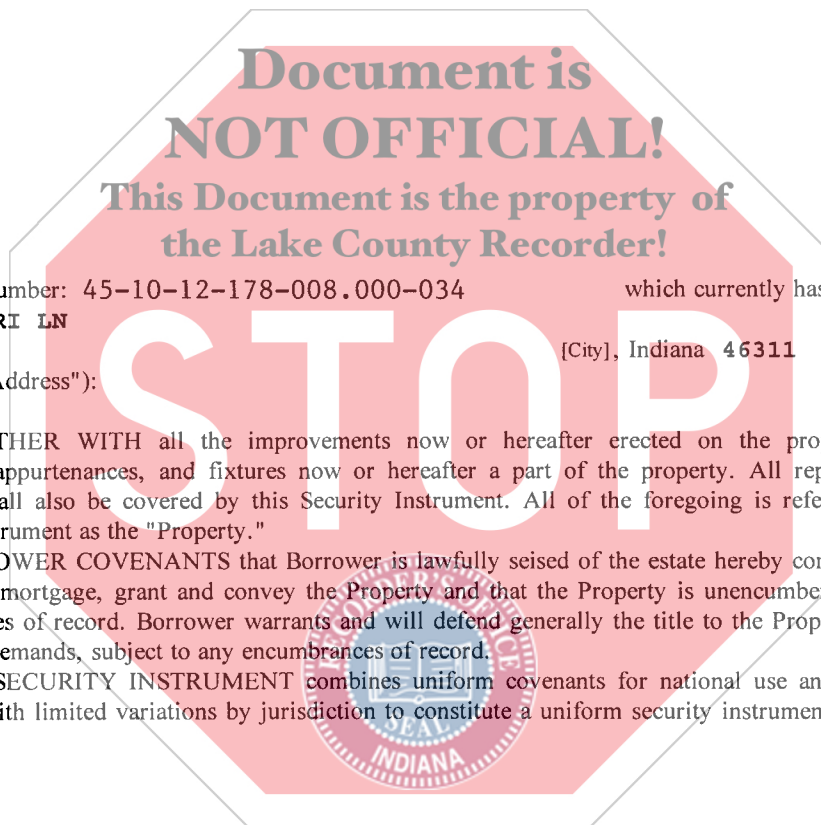 Document is
NOT OFFICIAL!
This Document is the property of
the Lake County Recorder!
umber: 45-10-12-178-008.000-034 which currently has
RI LN
[City], Indiana 46311
Address"):
STOP
THER WITH all the improvements now or hereafter erected on the pro
appurtenances, and fixtures now or hereafter a part of the property. All rep
all also be covered by this Security Instrument. All of the foregoing is refe
rument as the "Property."
OWER COVENANTS that Borrower is lawfully seised of the estate hereby con
mortgage, grant and convey the Property and that the Property is unencumbe
es of record. Borrower warrants and will defend generally the title to the Prop
emands, subject to any encumbrances of record.
SECURITY INSTRUMENT combines uniform covenants for national use an
ith limited variations by jurisdiction to constitute a uniform security instrumen
RECORDER'S OFFICE
SEAL
INDIANA